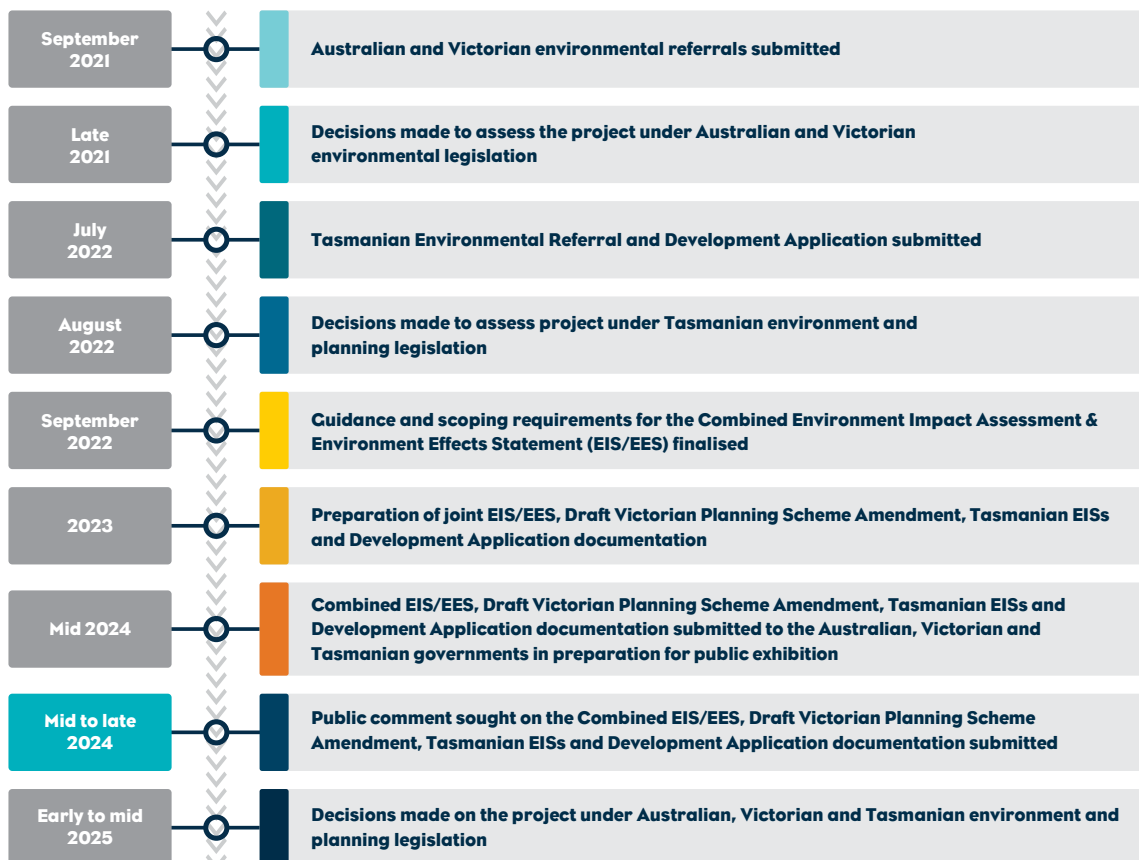 September
2021
Australian and Victorian environmental referrals submitted
Late
2021
Decisions made to assess the project under Australian and Victorian
environmental legislation
July
2022
Tasmanian Environmental Referral and Development Application submitted
August
2022
Decisions made to assess project under Tasmanian environment and
planning legislation
September
2022
Guidance and scoping requirements for the Combined Environment Impact Assessment &
Environment Effects Statement (EIS/EES) finalised
2023
Preparation of joint EIS/EES, Draft Victorian Planning Scheme Amendment, Tasmanian EISs
and Development Application documentation
Mid 2024
Combined EIS/EES, Draft Victorian Planning Scheme Amendment, Tasmanian EISs and
Development Application documentation submitted to the Australian, Victorian and
Tasmanian governments in preparation for public exhibition
Mid to late
2024
Public comment sought on the Combined EIS/EES, Draft Victorian Planning Scheme
Amendment, Tasmanian EISs and Development Application documentation submitted
Early to mid
2025
Decisions made on the project under Australian, Victorian and Tasmanian environment and
planning legislation